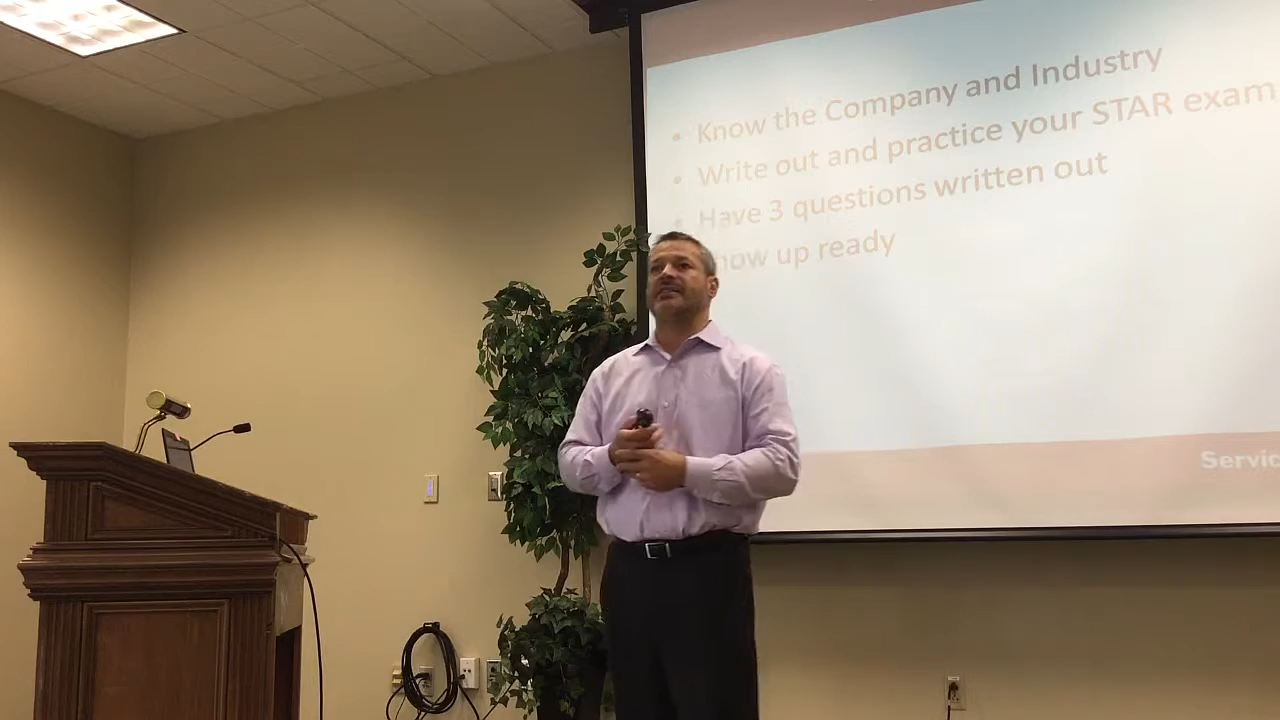 • Know the Company and Industry
• Write out and practice your STAR exam
• Have 3 questions written out
how up ready
Servic